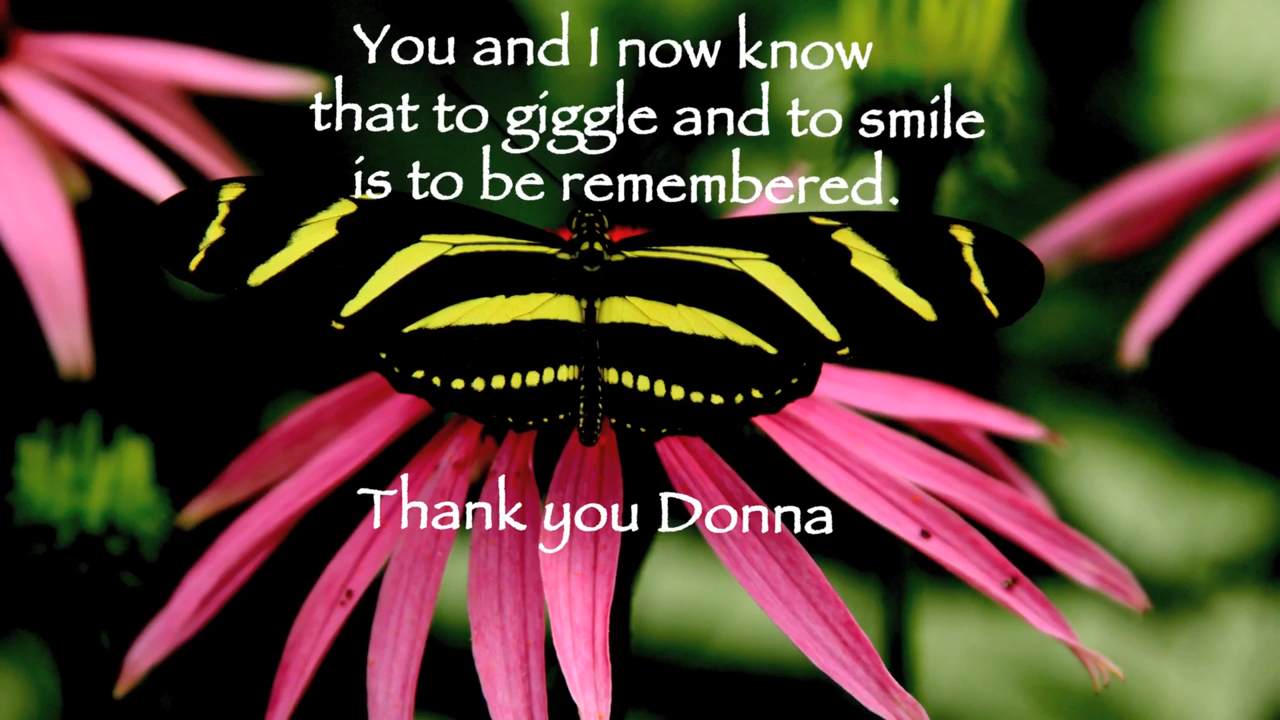 You and I now know
that to giggle and to smile
is to be remembered.
Thank you Donna